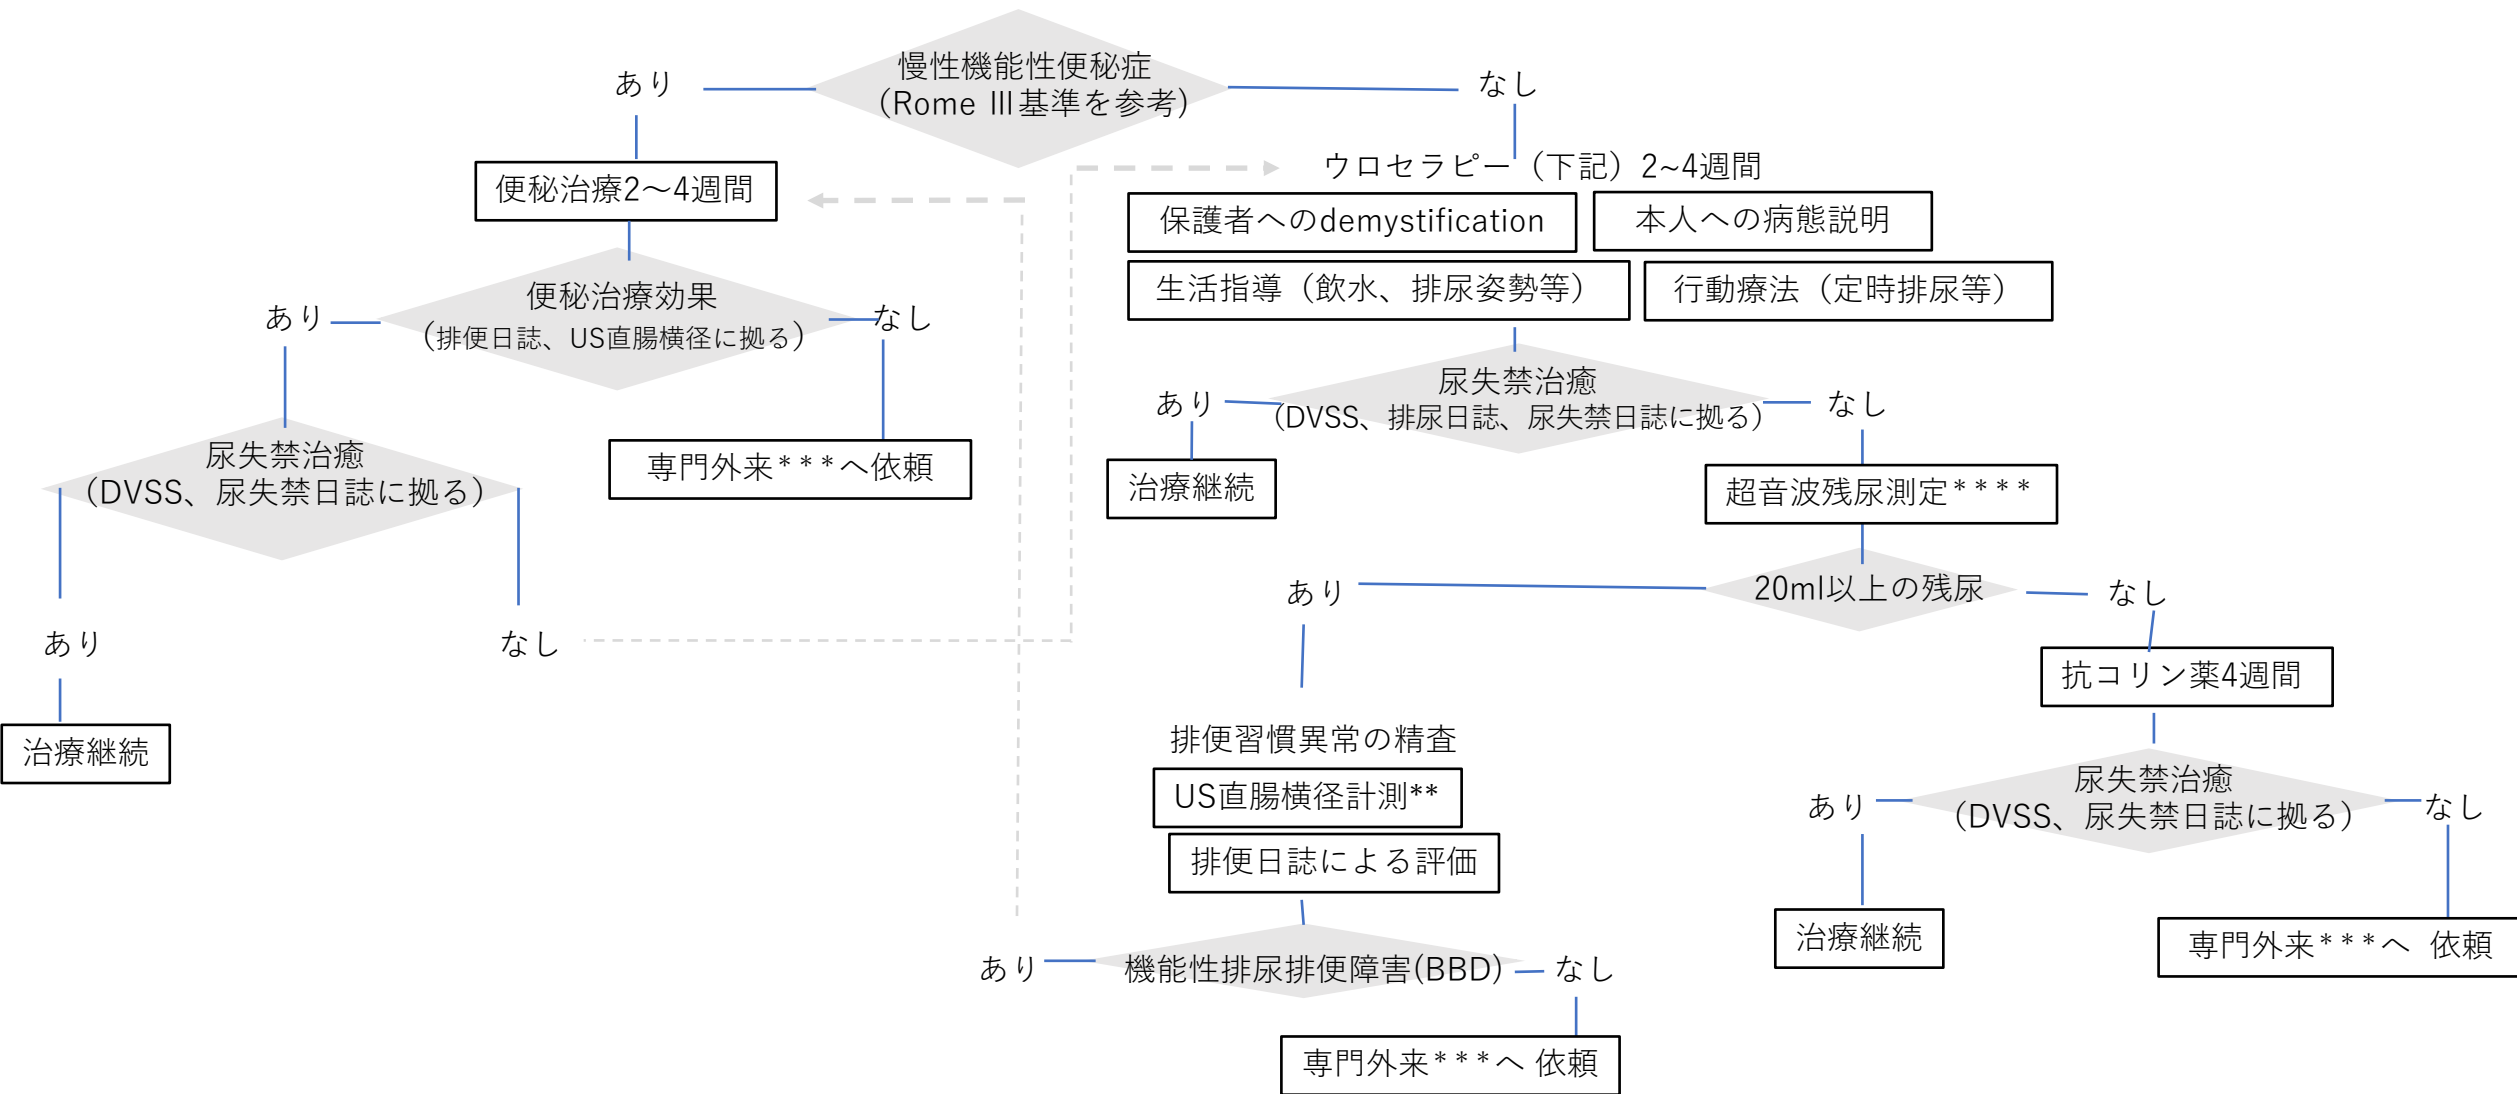 慢性機能性便秘症
(Rome Ⅲ基準を参考)
あり
なし
便秘治療2～4週間
ウロセラピー（下記）2~4週間
保護者へのdemystification
本人への病態説明
生活指導（飲水、排尿姿勢等）
行動療法（定時排尿等）
便秘治療効果
(排便日誌、US直腸横径に拠る)
あり
なし
尿失禁治癒
(DVSS、排尿日誌、尿失禁日誌に拠る)
あり
なし
尿失禁治癒
(DVSS、尿失禁日誌に拠る)
専門外来***へ依頼
治療継続
超音波残尿測定****
20ml以上の残尿
あり
なし
あり
なし
抗コリン薬4週間
治療継続
排便習慣異常の精査
US直腸横径計測**
排便日誌による評価
尿失禁治癒
(DVSS、尿失禁日誌に拠る)
あり
なし
治療継続
専門外来***へ 依頼
機能性排尿排便障害(BBD)
あり
なし
専門外来***へ 依頼